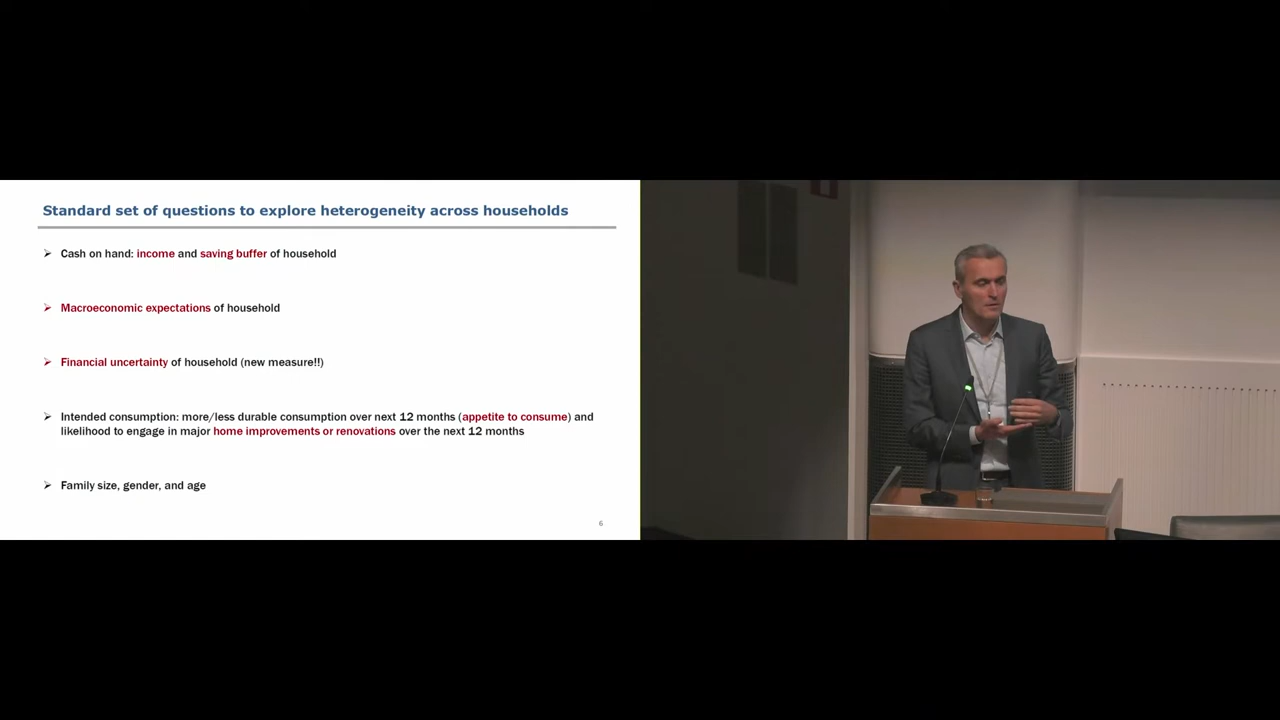 Standard set of questions to explore heterogeneity across households
➢ Cash on hand: income and saving buffer of household
➢ Macroeconomic expectations of household
➢ Financial uncertainty of household (new measure!!)
➢ Intended consumption: more/less durable consumption over next 12 months (appetite to consume) and
likelihood to engage in major home improvements or renovations over the next 12 months
➢ Family size, gender, and age
6